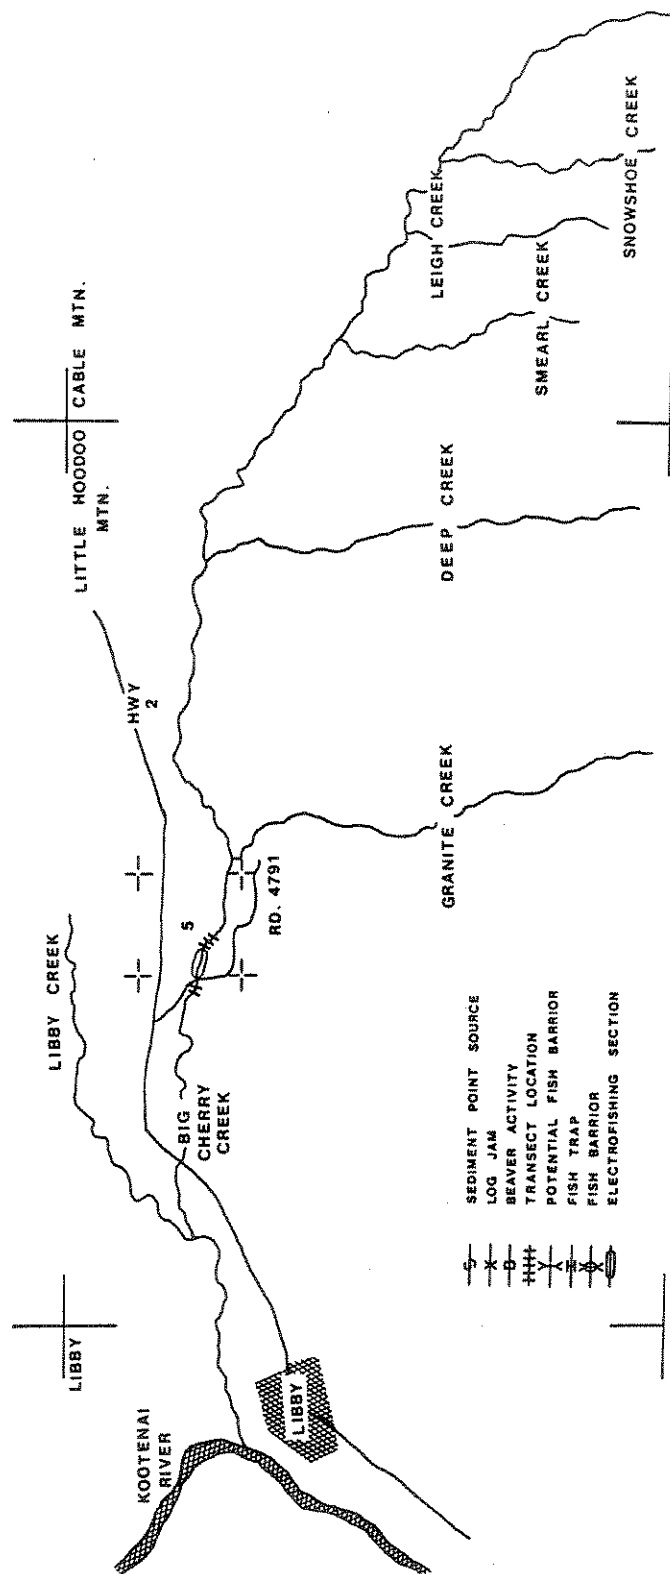 KOOTENAI
RIVER
LIBBY
LIBBY
LIBBY CREEK
BIG
CHERRY
CREEK
5
HWY
2
RD. 4791
LITTLE HOODOO
MTN.
CABLE MTN.
GRANITE CREEK
DEEP CREEK
SMEARL CREEK
LEIGH CREEK
SNOWSHOE CREEK
SEDIMENT POINT SOURCE
LOG JAM
BEAVER ACTIVITY
TRANSECT LOCATION
POTENTIAL FISH BARRIOR
FISH TRAP
FISH BARRIOR
ELECTROFISHING SECTION